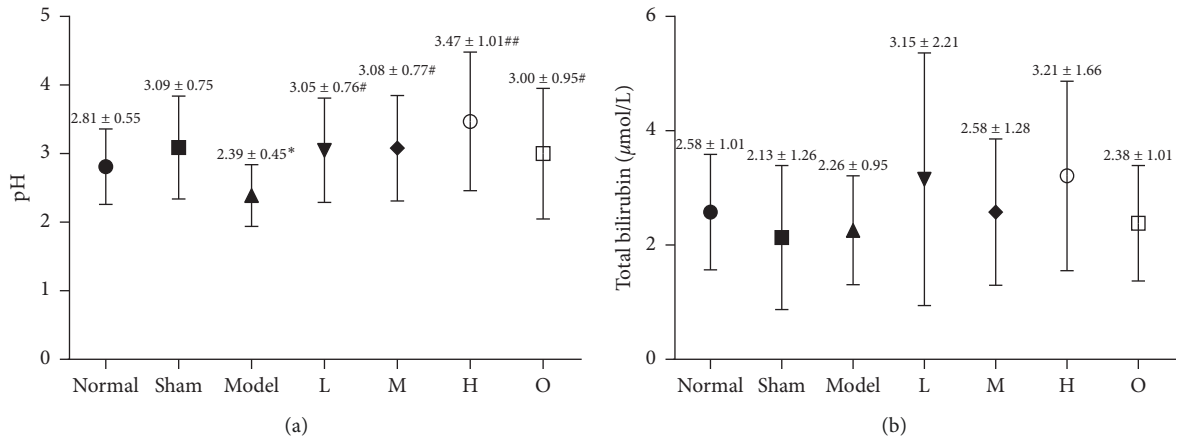 6
5
4
3
2
1
0
pH
2.81 ± 0.55
3.09 ± 0.75
2.39 ± 0.45*
3.05 ± 0.76#
3.08 ± 0.77#
3.47 ± 1.01##
3.00 ± 0.95#
Normal Sham Model L M H O
(a)
6
4
2
0
Total bilirubin (μmol/L)
2.58 ± 1.01
2.13 ± 1.26
2.26 ± 0.95
3.15 ± 2.21
2.58 ± 1.28
3.21 ± 1.66
2.38 ± 1.01
Normal Sham Model L M H O
(b)